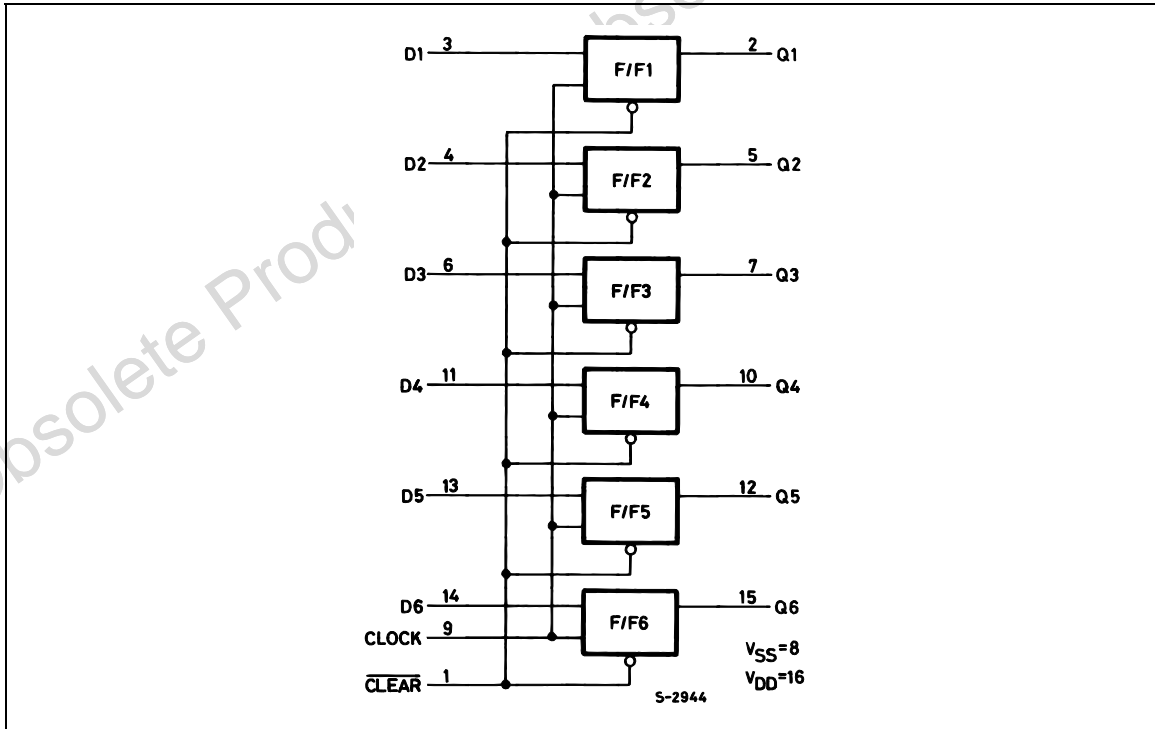 D1 3 F/F1 2 Q1
D2 4 F/F2 5 Q2
D3 6 F/F3 7 Q3
D4 11 F/F4 10 Q4
D5 13 F/F5 12 Q5
D6 14 F/F6 15 Q6
CLOCK 9
VSS=8
CLEAR 1
VDD=16
S-2944